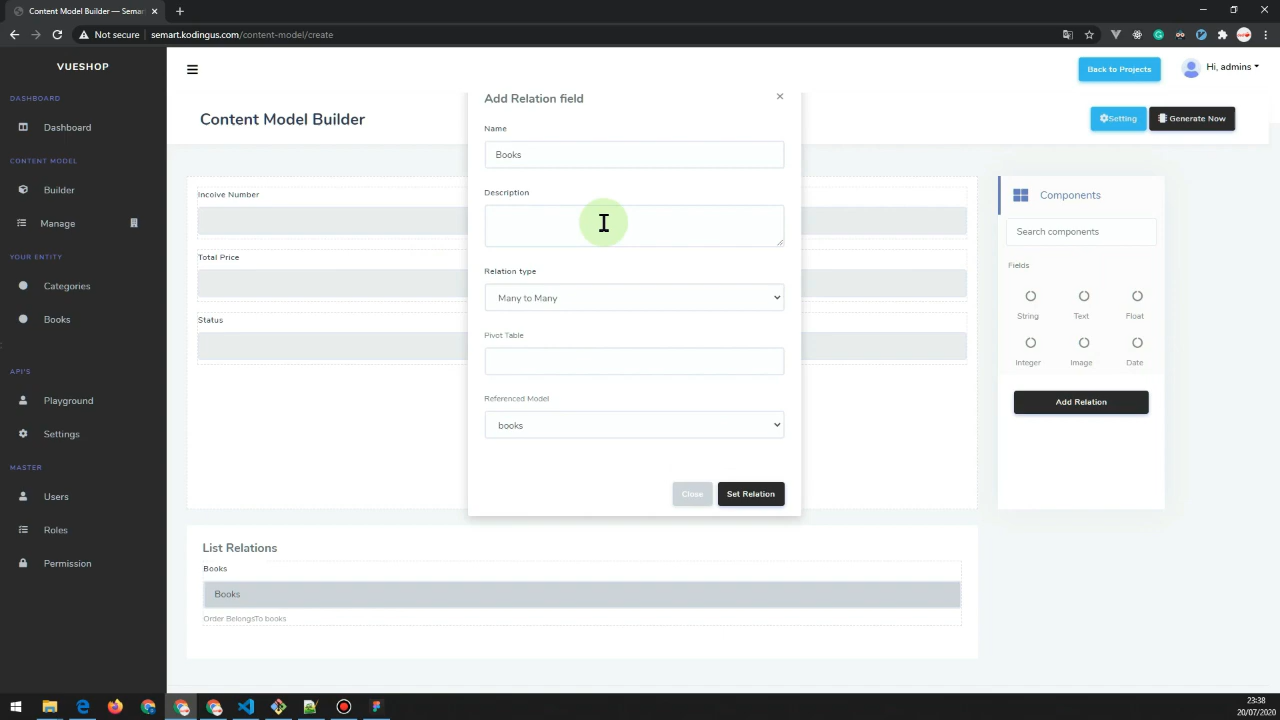 Content Model Builder — Semar
Not secure | semart.kodingus.com/content-model/create
VUESHOP
Back to Projects
Hi, admins
DASHBOARD
Dashboard
CONTENT MODEL
Builder
Manage
YOUR ENTITY
Categories
Books
API'S
Playground
Settings
MASTER
Users
Roles
Permission
Content Model Builder
Setting
Generate Now
Incoive Number
Total Price
Status
Add Relation field
×
Name
Books
Description
Relation type
Many to Many
Pivot Table
Referenced Model
books
Close
Set Relation
Components
Search components
Fields
String
Text
Float
Integer
Image
Date
Add Relation
List Relations
Books
Books
Order BelongsTo books
23:38
20/07/2020